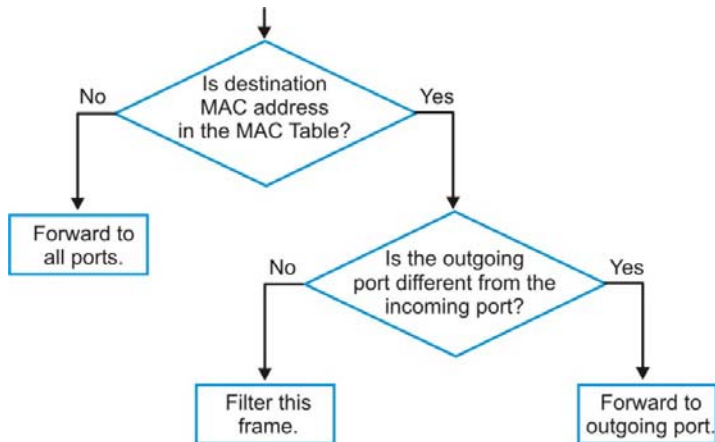 Is destination
MAC address
in the MAC Table?
No
Yes
Forward to
all ports.
Is the outgoing
port different from the
incoming port?
No
Yes
Filter this
frame.
Forward to
outgoing port.